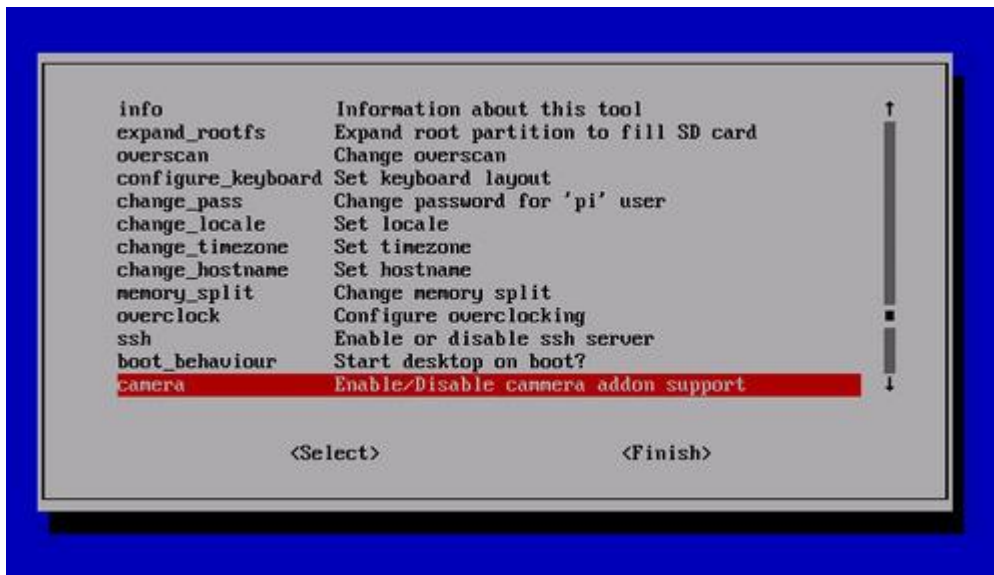 info Information about this tool ↑
expand_rootfs Expand root partition to fill SD card
overscan Change overscan
configure_keyboard Set keyboard layout
change_pass Change password for 'pi' user
change_locale Set locale
change_timezone Set timezone
change_hostname Set hostname
memory_split Change memory split
overclock Configure overclocking
ssh Enable or disable ssh server
boot_behaviour Start desktop on boot?
camera Enable/Disable cammera addon support ↓
<Select> <Finish>